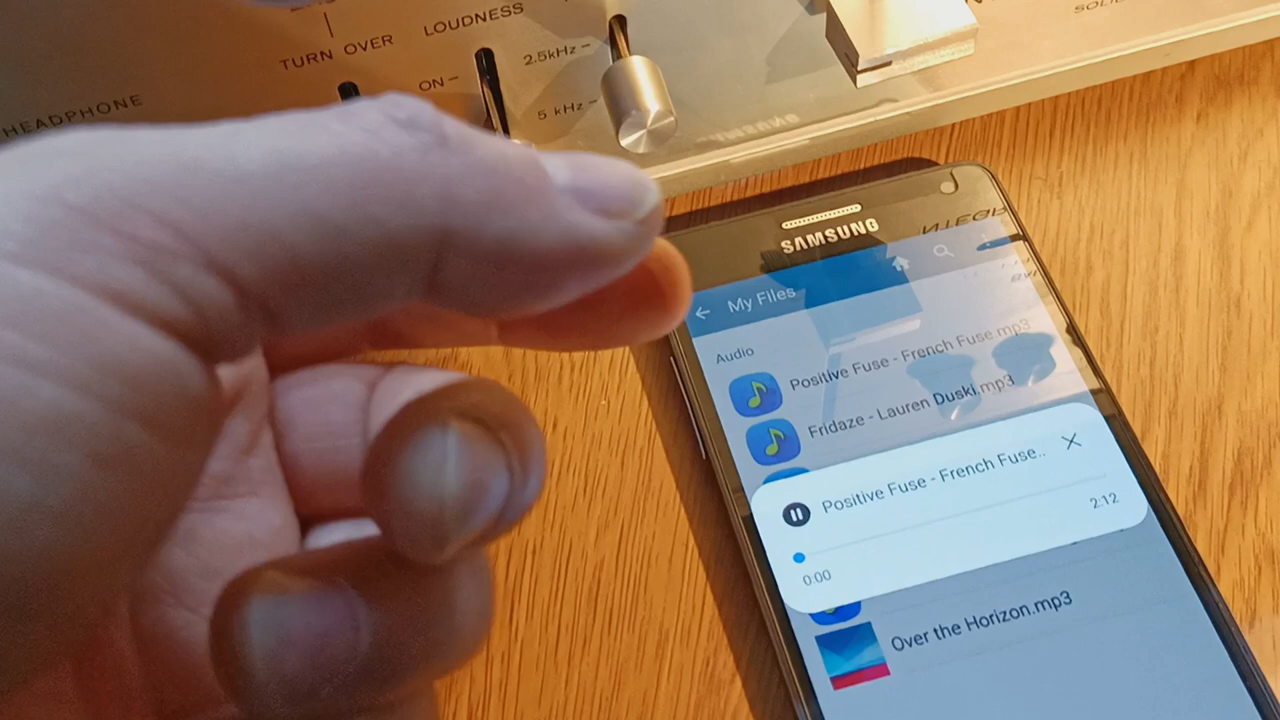 LOUDNESS
TURN OVER
2.5kHz
ON
5 kHz
HEADPHONE
SAMSUNG
My Files
Audio
Positive Fuse - French Fuse.mp3
Fridaze - Lauren Duski.mp3
Positive Fuse - French Fuse..
2:12
0:00
Over the Horizon.mp3